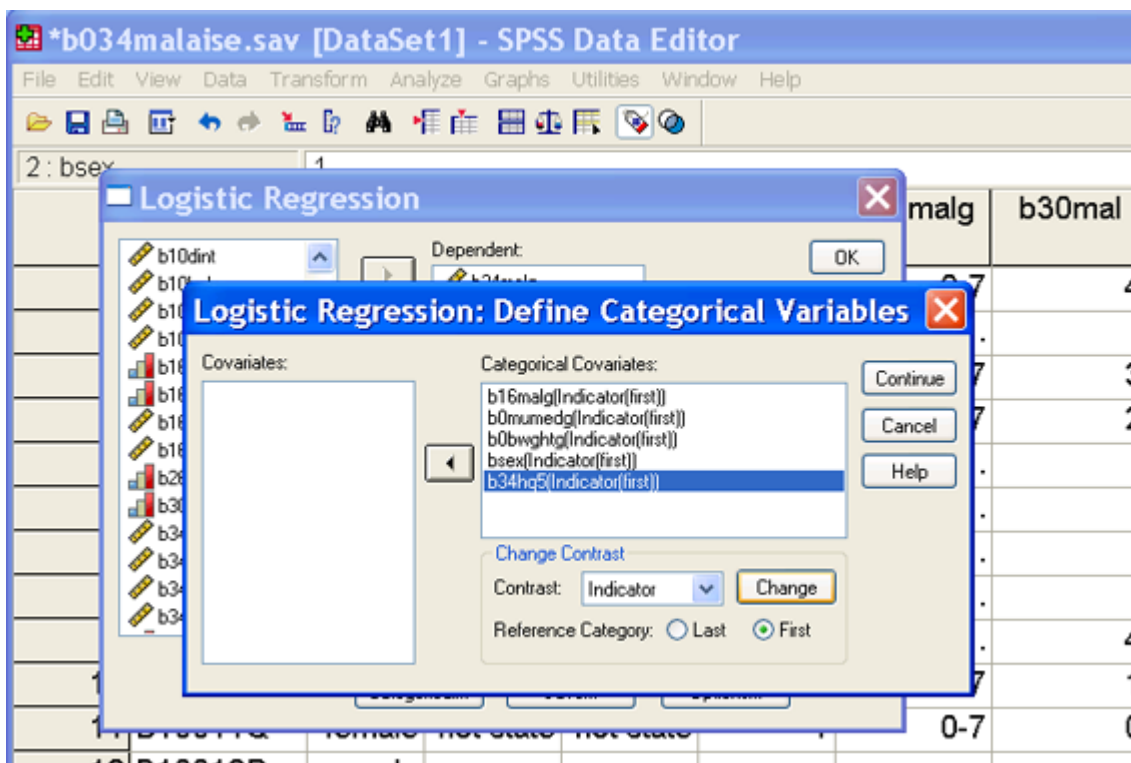 *b034malaise.sav [DataSet1] - SPSS Data Editor
File Edit View Data Transform Analyze Graphs Utilities Window Help
2 : bsex 1
Logistic Regression
malg b30mal
b10dint
Dependent:
OK
Logistic Regression: Define Categorical Variables
Covariates:
Categorical Covariates:
b16malg(Indicator(first))
b0mumedg(Indicator(first))
b0bwghtg(Indicator(first))
bsex(Indicator(first))
b34hq5(Indicator(first))
Continue
Cancel
Help
Change Contrast
Contrast: Indicator Change
Reference Category: Last First
0-7